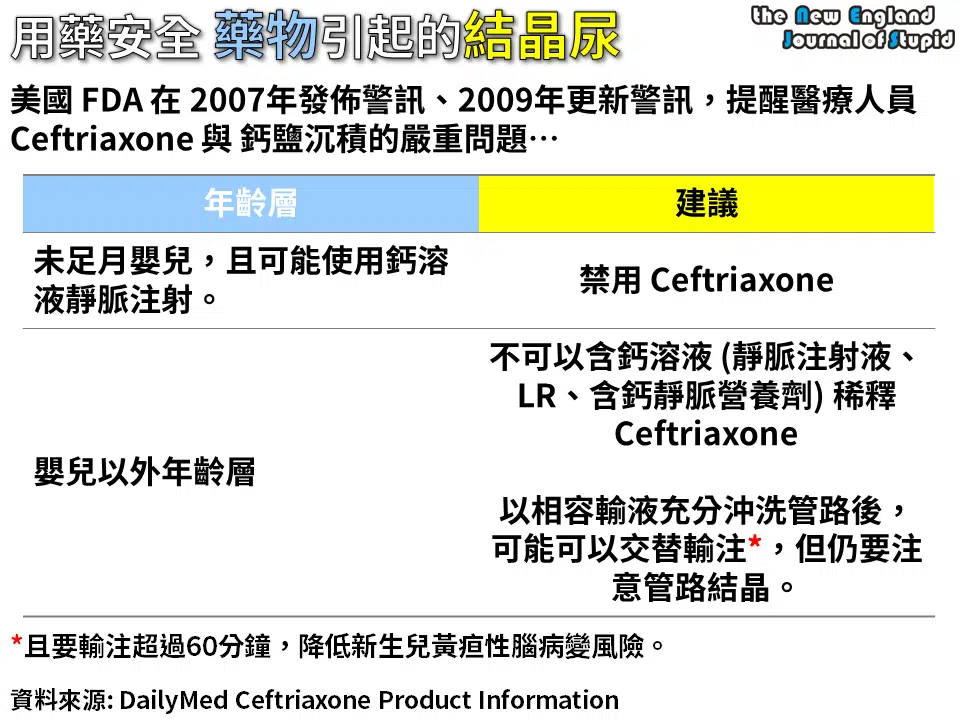 用藥安全 藥物引起的結晶尿
the New England
Journal of Stupid
美國 FDA 在 2007年發佈警訊、2009年更新警訊，提醒醫療人員
Ceftriaxone 與 鈣鹽沉積的嚴重問題…
年齡層
建議
未足月嬰兒，且可能使用鈣溶
液靜脈注射。
禁用 Ceftriaxone
嬰兒以外年齡層
不可以含鈣溶液 (靜脈注射液、
LR、含鈣靜脈營養劑) 稀釋
Ceftriaxone
以相容輸液充分沖洗管路後，
可能可以交替輸注*，但仍要注
意管路結晶。
*且要輸注超過60分鐘，降低新生兒黃疸性腦病變風險。
資料來源: DailyMed Ceftriaxone Product Information